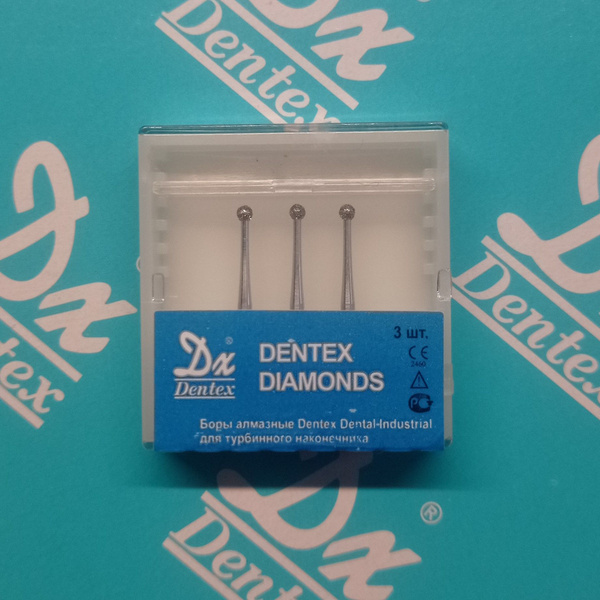 Dx
Dentex
Dx
Dentex
Dx
Dentex
3 шт.
Dx®
Dentex
DENTEX
DIAMONDS
CE
2460
Боры алмазные Dentex Dental-Industrial
для турбинного наконечника
Dx®
Dentex